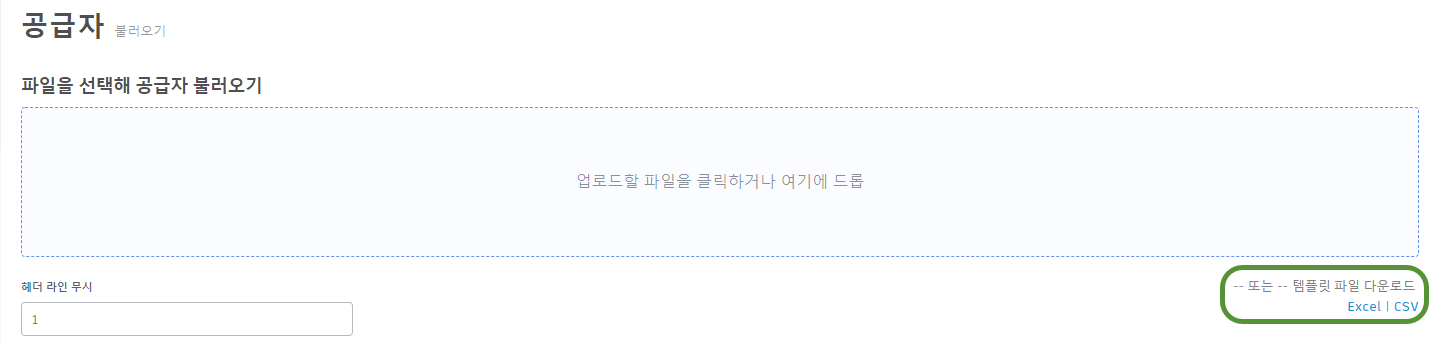 공급자 불러오기
파일을 선택해 공급자 불러오기
업로드할 파일을 클릭하거나 여기에 드롭
헤더 라인 무시
1
-- 또는 -- 템플릿 파일 다운로드
Excel | CSV